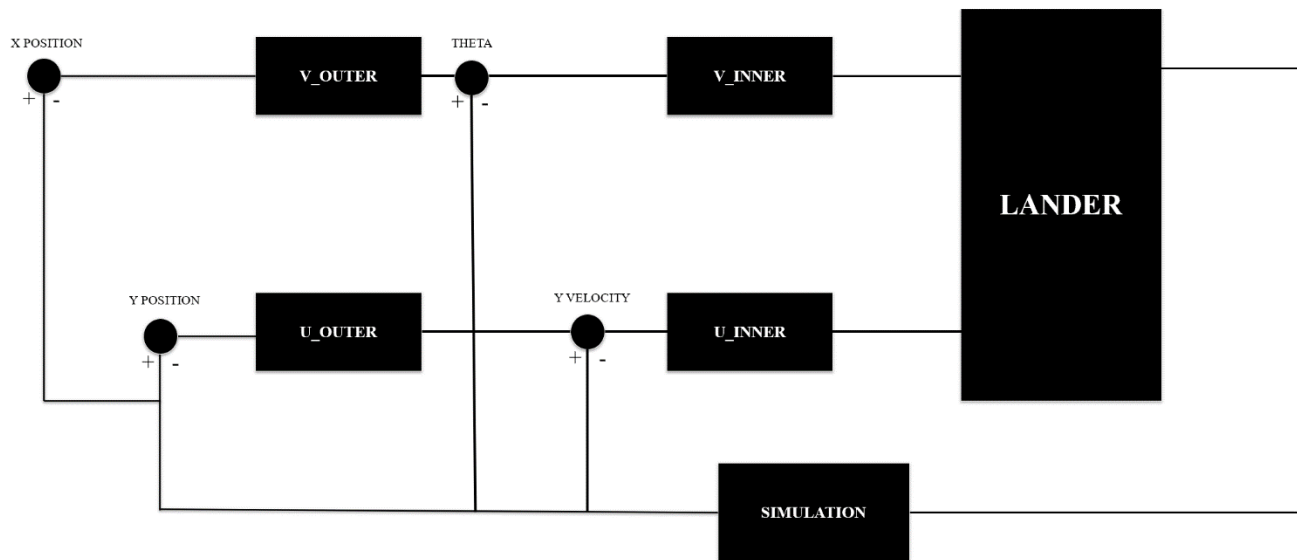 X POSITION
THETA
V_OUTER
V_INNER
+ -
+ -
LANDER
Y POSITION
Y VELOCITY
U_OUTER
U_INNER
+ -
+ -
SIMULATION